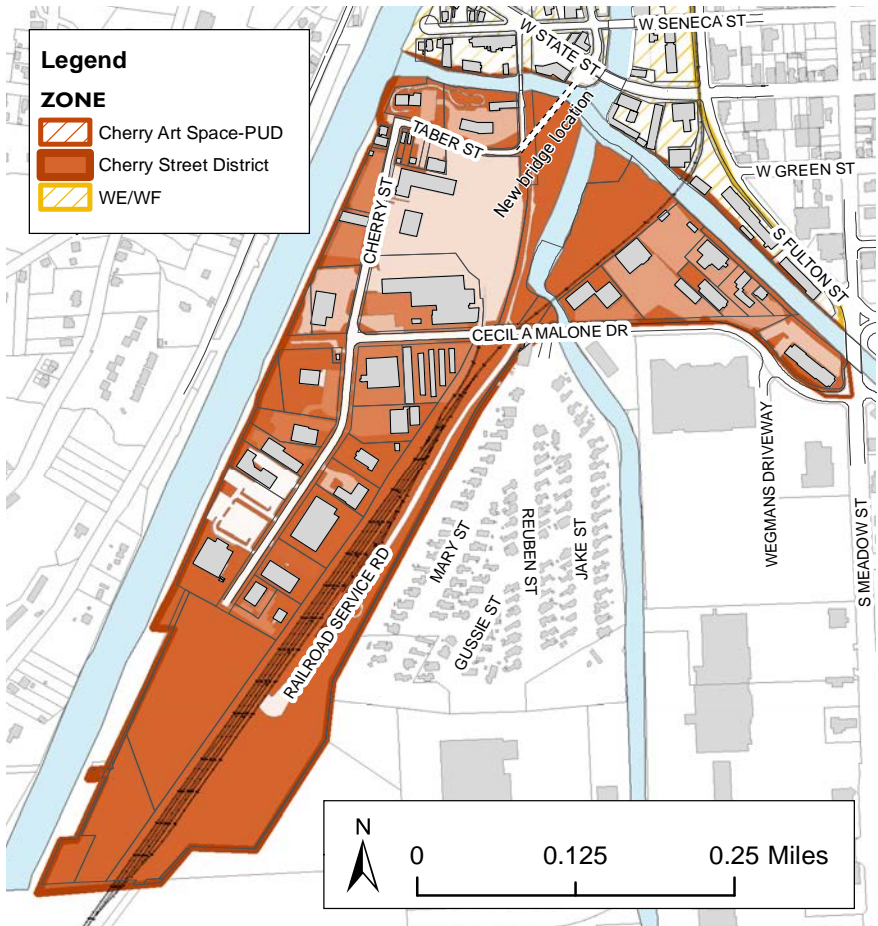 Legend
ZONE
Cherry Art Space-PUD
Cherry Street District
WE/WF
W SENECA ST
W STATE ST
TABER ST
New bridge location
W GREEN ST
CHERRY ST
S FULTON ST
CECIL A MALONE DR
WEGMANS DRIVEWAY
S MEADOW ST
REUBEN ST
JAKE ST
MARY ST
GUSSIE ST
RAILROAD SERVICE RD
N
0 0.125 0.25 Miles